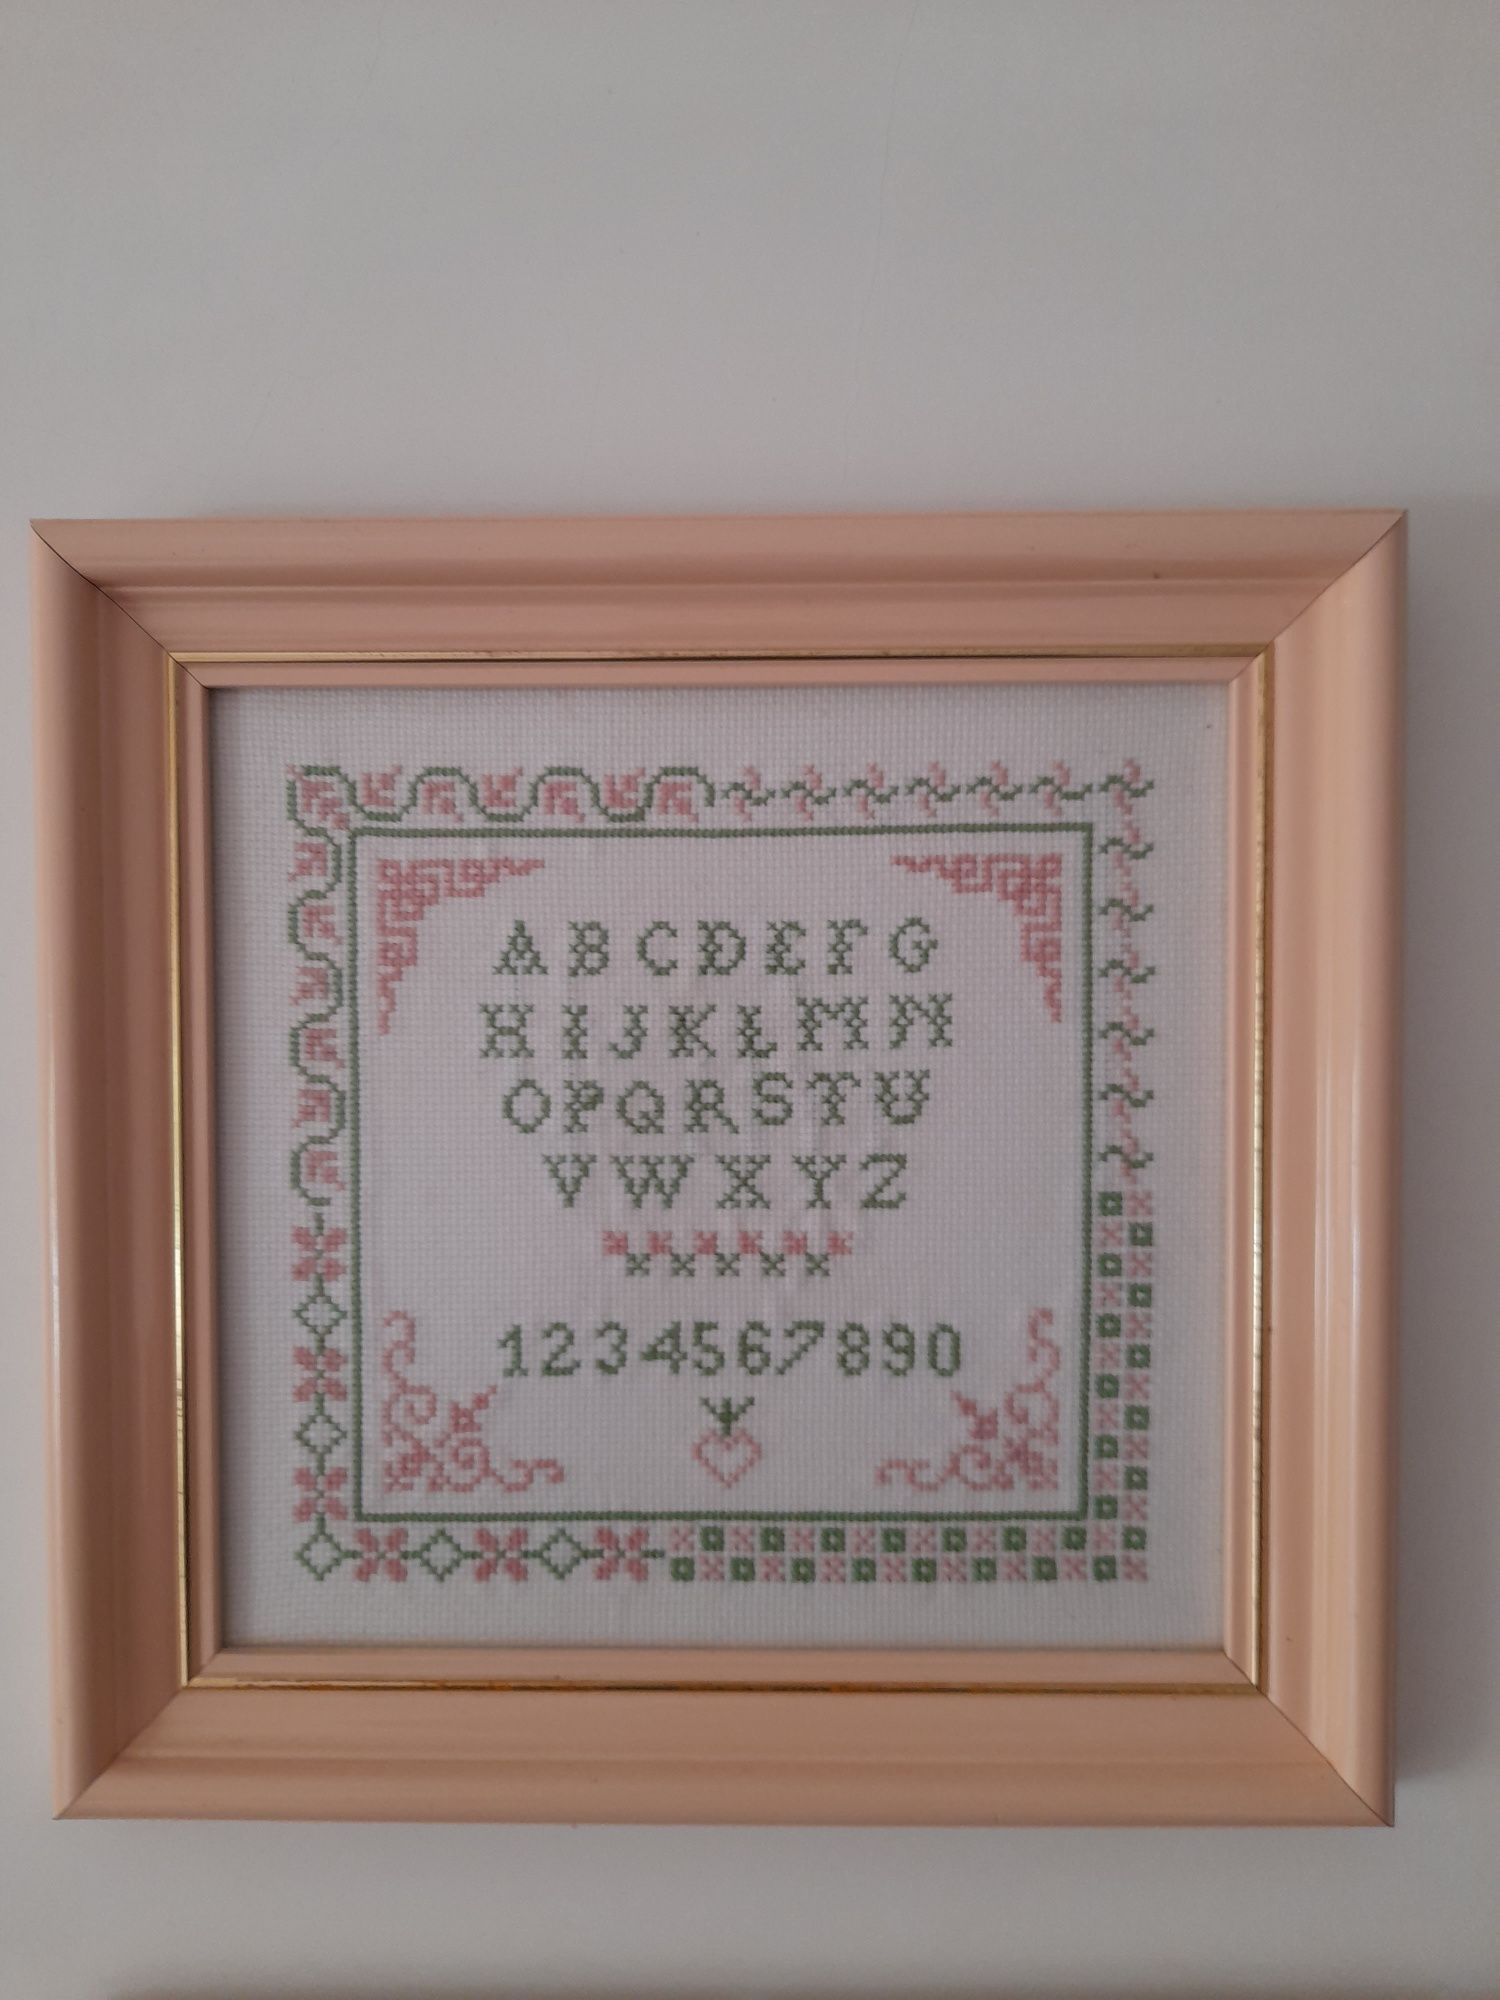 ABCDEFG
HIJKLMN
OPQRSTU
VWXYZ
1234567890